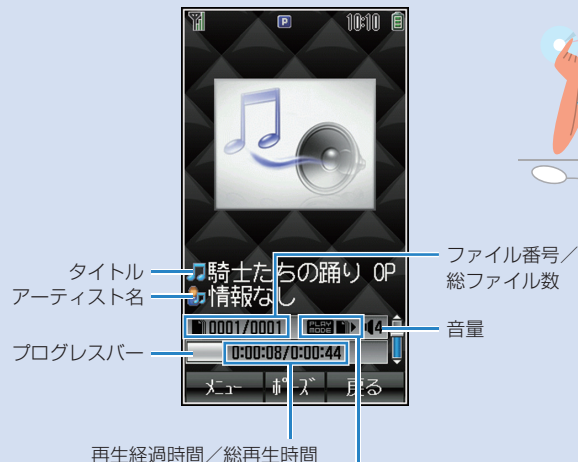 P 10:10
タイトル
騎士たちの踊り OP
ファイル番号／
総ファイル数
アーティスト名
情報なし
0001/0001 PLAY MODE 4
音量
プログレスバー
0:00:08/0:00:44
ﾒﾆｭｰ ﾎﾟｰｽﾞ 戻る
再生経過時間／総再生時間